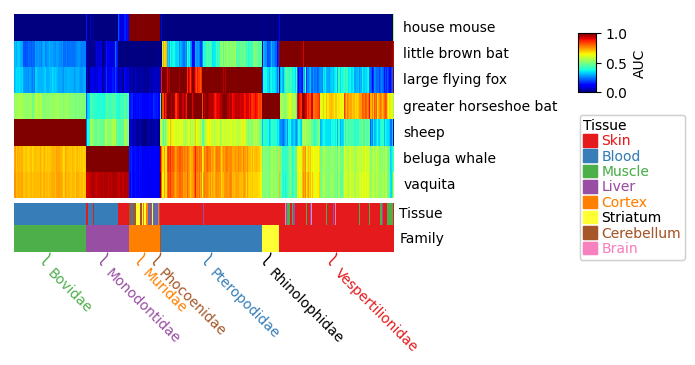 house mouse
little brown bat
large flying fox
greater horseshoe bat
sheep
beluga whale
vaquita
Tissue
Family
Bovidae
Monodontidae
Muridae
Phocoenidae
Pteropodidae
Rhinolophidae
Vespertilionidae
1.0
0.5
0.0
AUC
Tissue
Skin
Blood
Muscle
Liver
Cortex
Striatum
Cerebellum
Brain